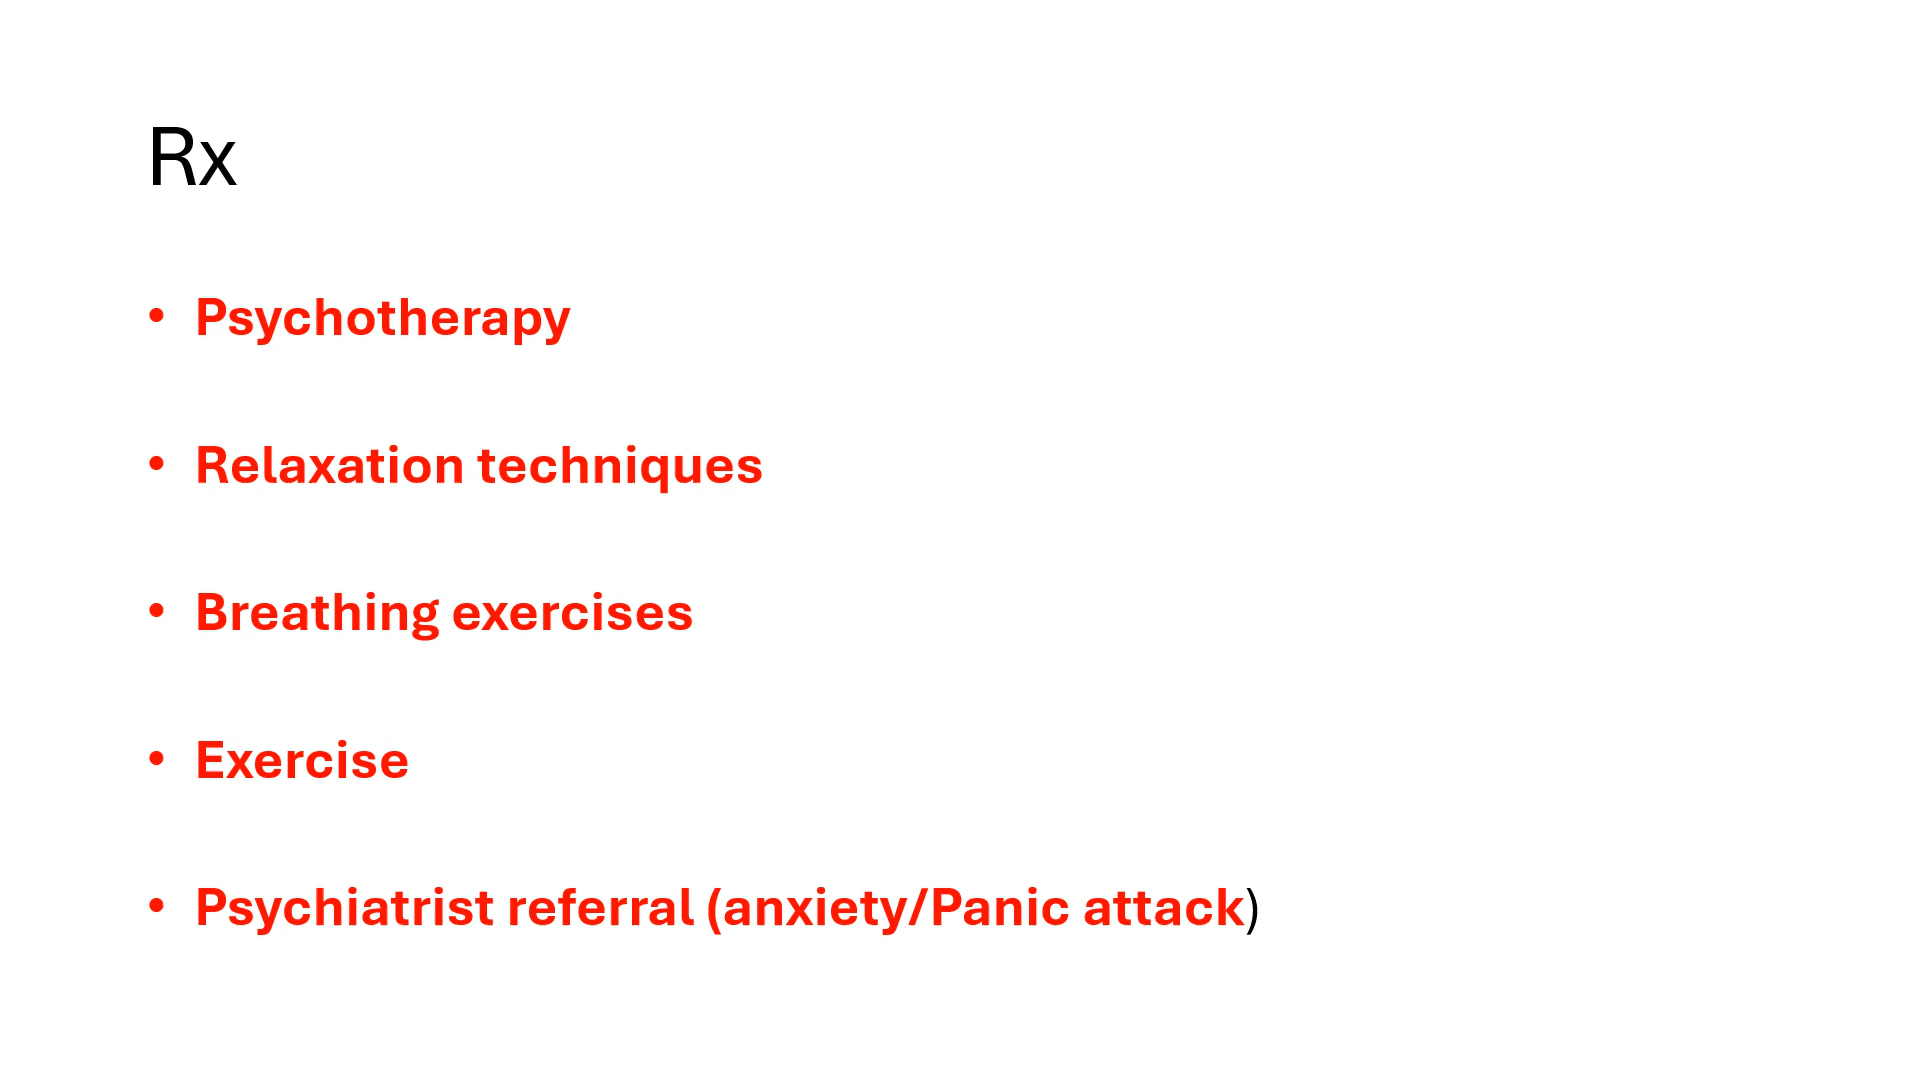 Rx
• Psychotherapy
• Relaxation techniques
• Breathing exercises
• Exercise
• Psychiatrist referral (anxiety/Panic attack)